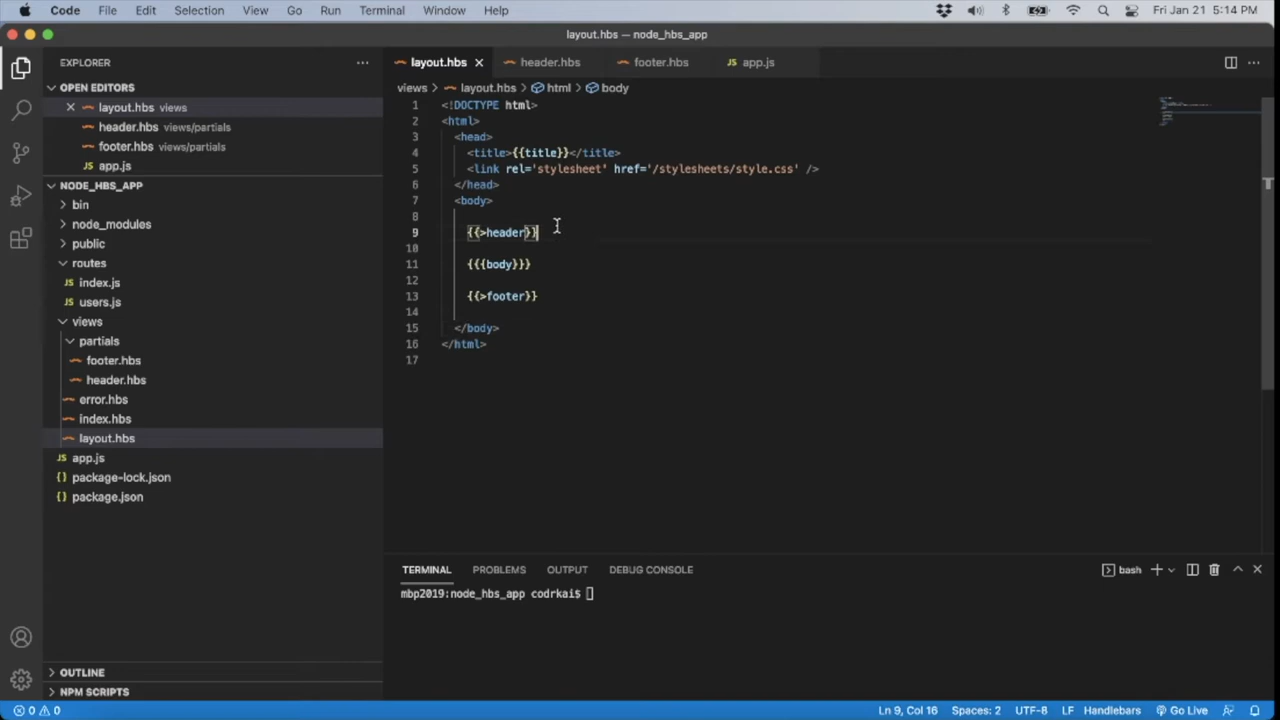 Code File Edit Selection View Go Run Terminal Window Help Fri Jan 21 5:14 PM
layout.hbs — node_hbs_app
EXPLORER
OPEN EDITORS
layout.hbs views
header.hbs views/partials
footer.hbs views/partials
app.js
NODE_HBS_APP
bin
node_modules
public
routes
index.js
users.js
views
partials
footer.hbs
header.hbs
error.hbs
index.hbs
layout.hbs
app.js
package-lock.json
package.json
OUTLINE
NPM SCRIPTS
layout.hbs header.hbs footer.hbs app.js
views > layout.hbs > html > body
1 <!DOCTYPE html>
2 <html>
3 <head>
4 <title>{{title}}</title>
5 <link rel='stylesheet' href='/stylesheets/style.css' />
6 </head>
7 <body>
8
9 {{>header}}
10
11 {{{body}}}
12
13 {{>footer}}
14
15 </body>
16 </html>
17
TERMINAL PROBLEMS OUTPUT DEBUG CONSOLE bash
mbp2019:node_hbs_app codrkai$
0 0 Ln 9, Col 16 Spaces: 2 UTF-8 LF Handlebars Go Live